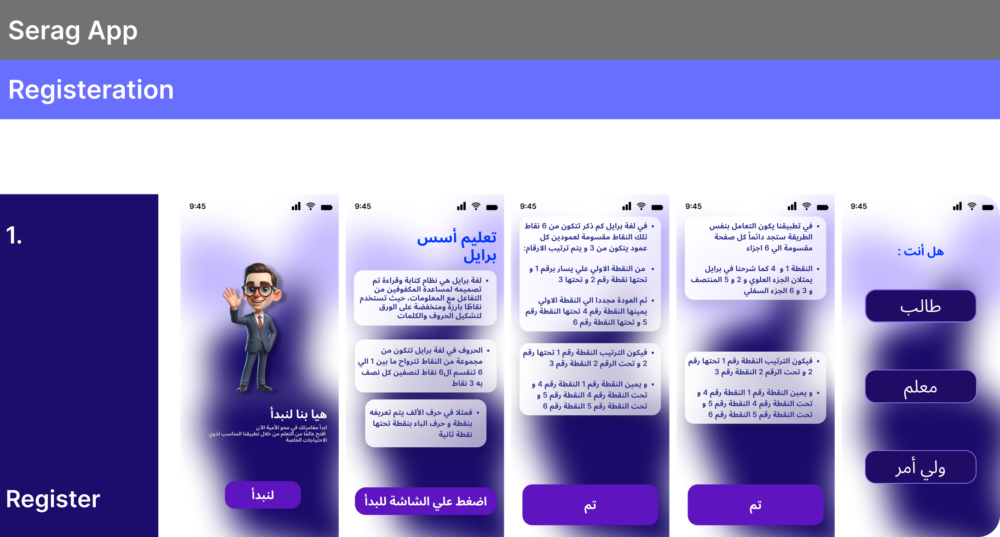 Serag App
Registeration
1.
Register
9:45
هيا بنا لنبدأ
ابدأ مغامرتك في محو الأمية الآن
افتح عالمًا من التعلم من خلال تطبيقنا المناسب لذوي
الاحتياجات الخاصة
لنبدأ
9:45
تعليم أسس
برايل
• لغة برايل هي نظام كتابة وقراءة تم
تصميمه لمساعدة المكفوفين من
التفاعل مع المعلومات، حيث تستخدم
نقاطًا بارزة ومنخفضة على الورق
لتشكيل الحروف والكلمات
• الحروف في لغة برايل تتكون من
مجموعة من النقاط تترواح ما بين 1 الي
6 تنقسم ال6 نقاط لنصفين كل نصف
به 3 نقاط
• فمثلا في حرف الألف يتم تعريفه
بنقطة و حرف الباء بنقطة تحتها
نقطة ثانية
اضغط علي الشاشة للبدأ
9:45
• في لغة برايل كم ذكر تتكون من 6 نقاط
تلك النقاط مقسومة لعمودين كل
عمود يتكون من 3 و يتم ترتيب الارقام:
• من النقطة الاولي علي يسار برقم 1 و
تحتها نقطة رقم 2 و تحتها 3
• ثم العودة مجددا الي النقطة الاولي
يمينها النقطة رقم 4 تحتها النقطة رقم
5 و تحتها النقطة رقم 6
• فيكون الترتيب النقطة رقم 1 تحتها رقم
2 و تحت الرقم 2 النقطة رقم 3
• و يمين النقطة رقم 1 النقطة رقم 4 و
تحت النقطة رقم 4 النقطة رقم 5 و
تحت النقطة رقم 5 النقطة رقم 6
تم
9:45
• في تطبيقنا يكون التعامل بنفس
الطريقة ستجد دائماً كل صفحة
مقسومة الي 6 اجزاء
• النقطة 1 و 4 كما شرحنا في برايل
يمثلان الجزء العلوي و 2 و 5 المنتصف
و 3 و 6 الجزء السفلي
• فيكون الترتيب النقطة رقم 1 تحتها رقم
2 و تحت الرقم 2 النقطة رقم 3
• و يمين النقطة رقم 1 النقطة رقم 4 و
تحت النقطة رقم 4 النقطة رقم 5 و
تحت النقطة رقم 5 النقطة رقم 6
تم
9:45
هل أنت :
طالب
معلم
ولي أمر